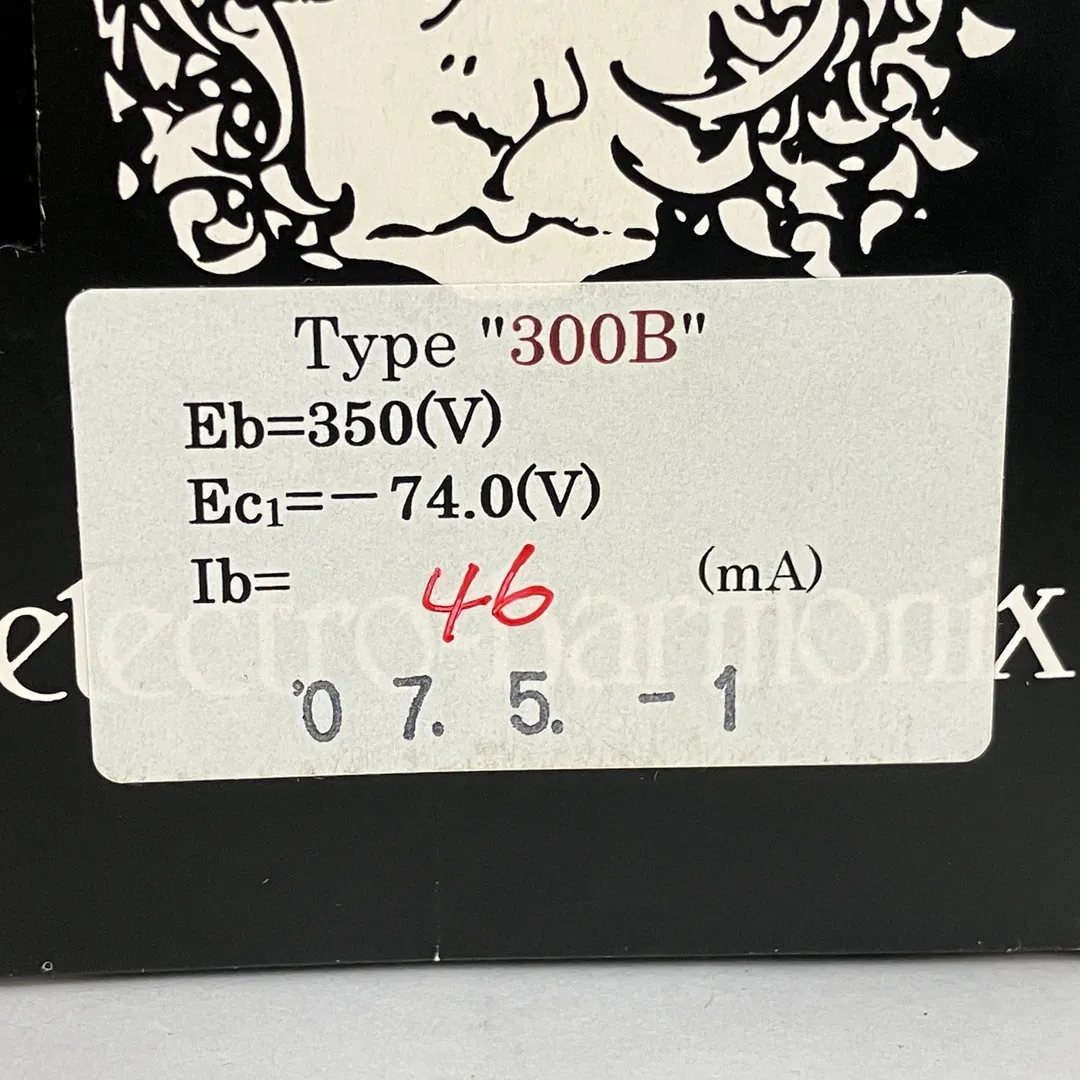 Type "300B"
Eb=350(V)
Ec1=−74.0(V)
Ib= 46 (mA)
electro-harmonix
'07. 5. -1